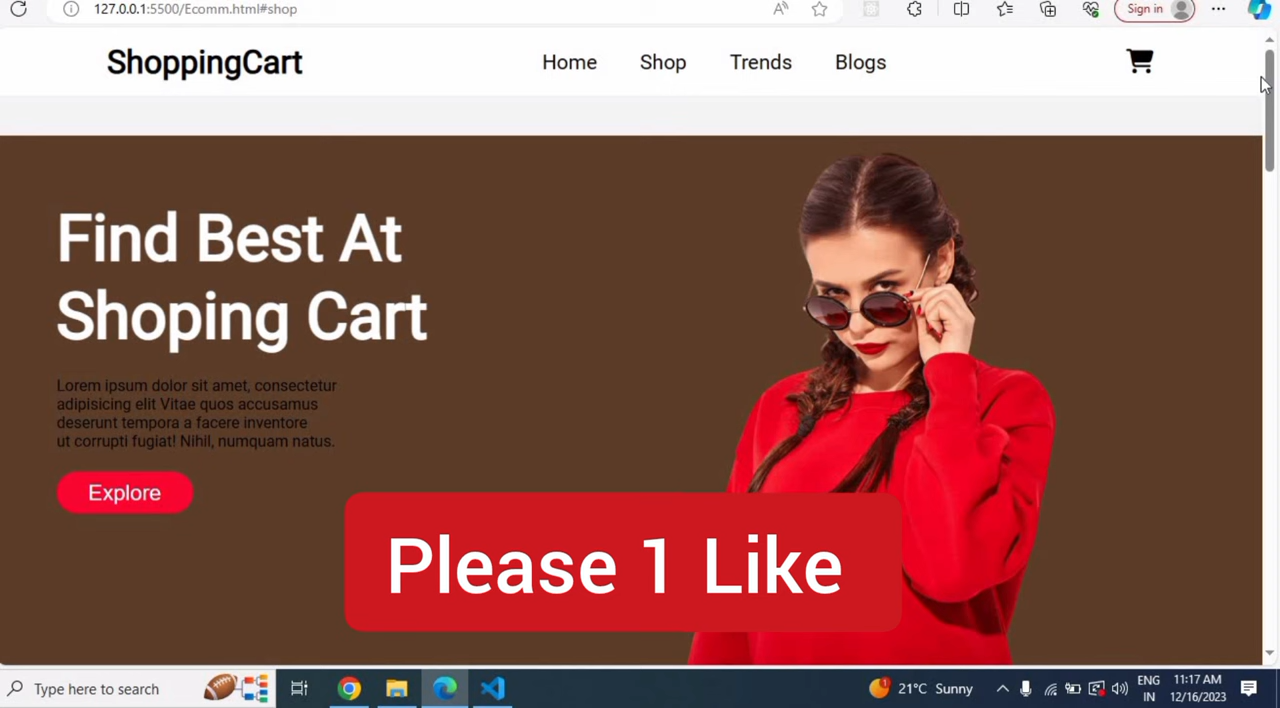 127.0.0.1:5500/Ecomm.html#shop
Sign in
ShoppingCart
Home Shop Trends Blogs
Find Best At
Shoping Cart
Lorem ipsum dolor sit amet, consectetur
adipisicing elit Vitae quos accusamus
deserunt tempora a facere inventore
ut corrupti fugiat! Nihil, numquam natus.
Explore
Please 1 Like
Type here to search
1
21°C Sunny
ENG
IN
11:17 AM
12/16/2023